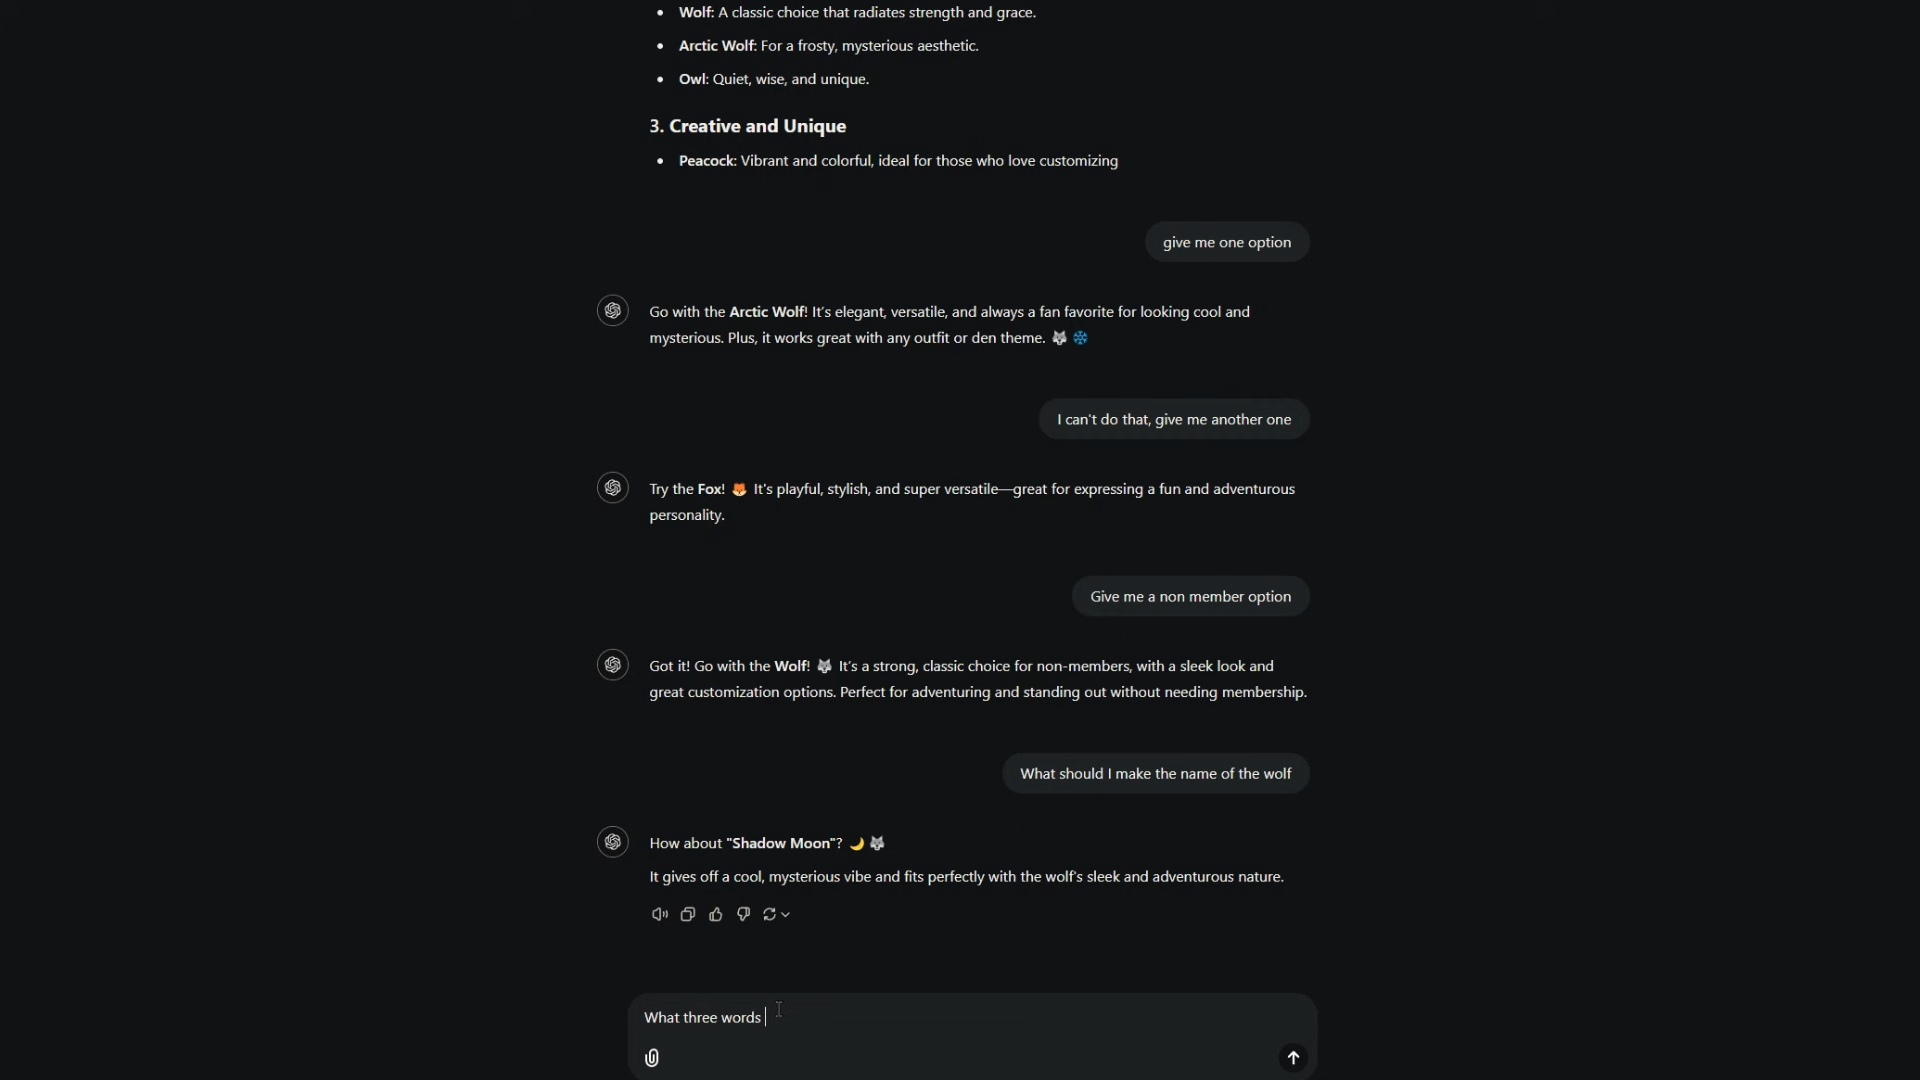 Wolf: A classic choice that radiates strength and grace.
Arctic Wolf: For a frosty, mysterious aesthetic.
Owl: Quiet, wise, and unique.
3. Creative and Unique
Peacock: Vibrant and colorful, ideal for those who love customizing
give me one option
Go with the Arctic Wolf! It's elegant, versatile, and always a fan favorite for looking cool and
mysterious. Plus, it works great with any outfit or den theme. 🐺❄️
I can't do that, give me another one
Try the Fox! 🦊 It's playful, stylish, and super versatile—great for expressing a fun and adventurous
personality.
Give me a non member option
Got it! Go with the Wolf! 🐺 It's a strong, classic choice for non-members, with a sleek look and
great customization options. Perfect for adventuring and standing out without needing membership.
What should I make the name of the wolf
How about "Shadow Moon"? 🌙🐺
It gives off a cool, mysterious vibe and fits perfectly with the wolf's sleek and adventurous nature.
What three words